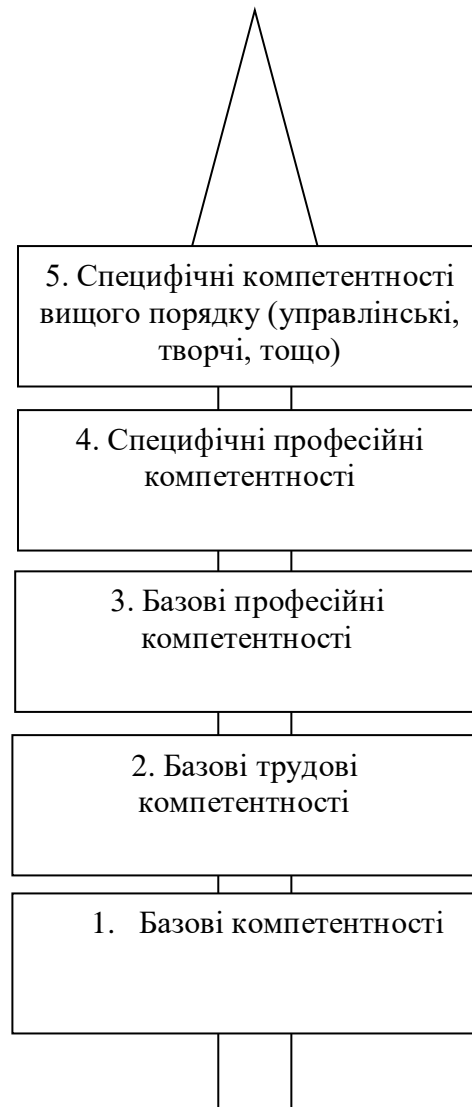 5. Специфічні компетентності
вищого порядку (управлінські,
творчі, тощо)
4. Специфічні професійні
компетентності
3. Базові професійні
компетентності
2. Базові трудові
компетентності
1. Базові компетентності